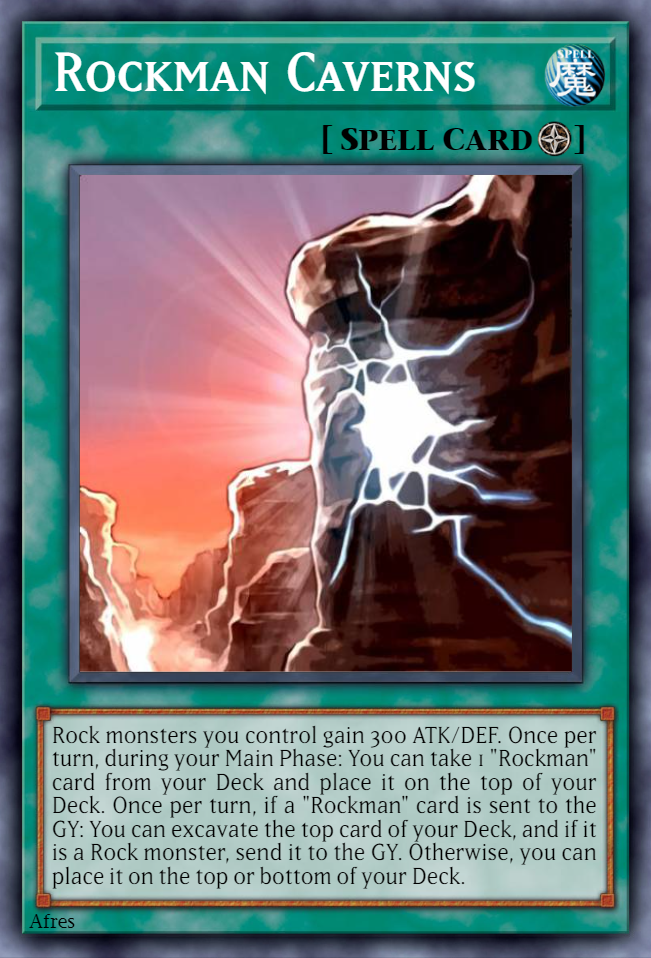 Rockman Caverns
SPELL
魔
[ Spell Card ]
Rock monsters you control gain 300 ATK/DEF. Once per
turn, during your Main Phase: You can take 1 "Rockman"
card from your Deck and place it on the top of your
Deck. Once per turn, if a "Rockman" card is sent to the
GY: You can excavate the top card of your Deck, and if it
is a Rock monster, send it to the GY. Otherwise, you can
place it on the top or bottom of your Deck.
Afres